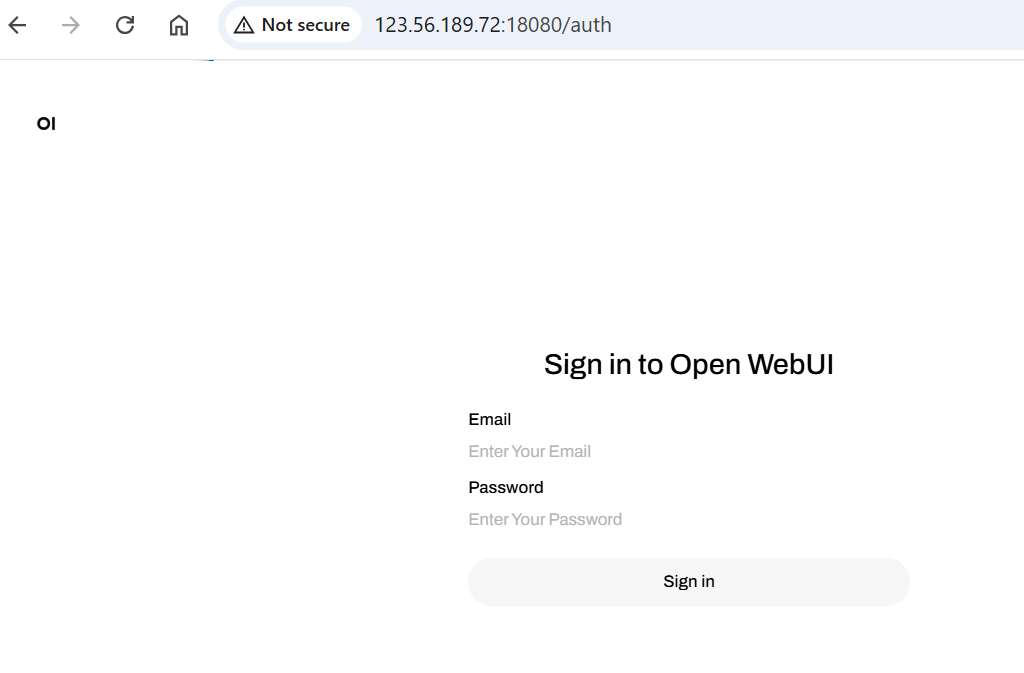 Not secure 123.56.189.72:18080/auth
OI
Sign in to Open WebUI
Email
Enter Your Email
Password
Enter Your Password
Sign in